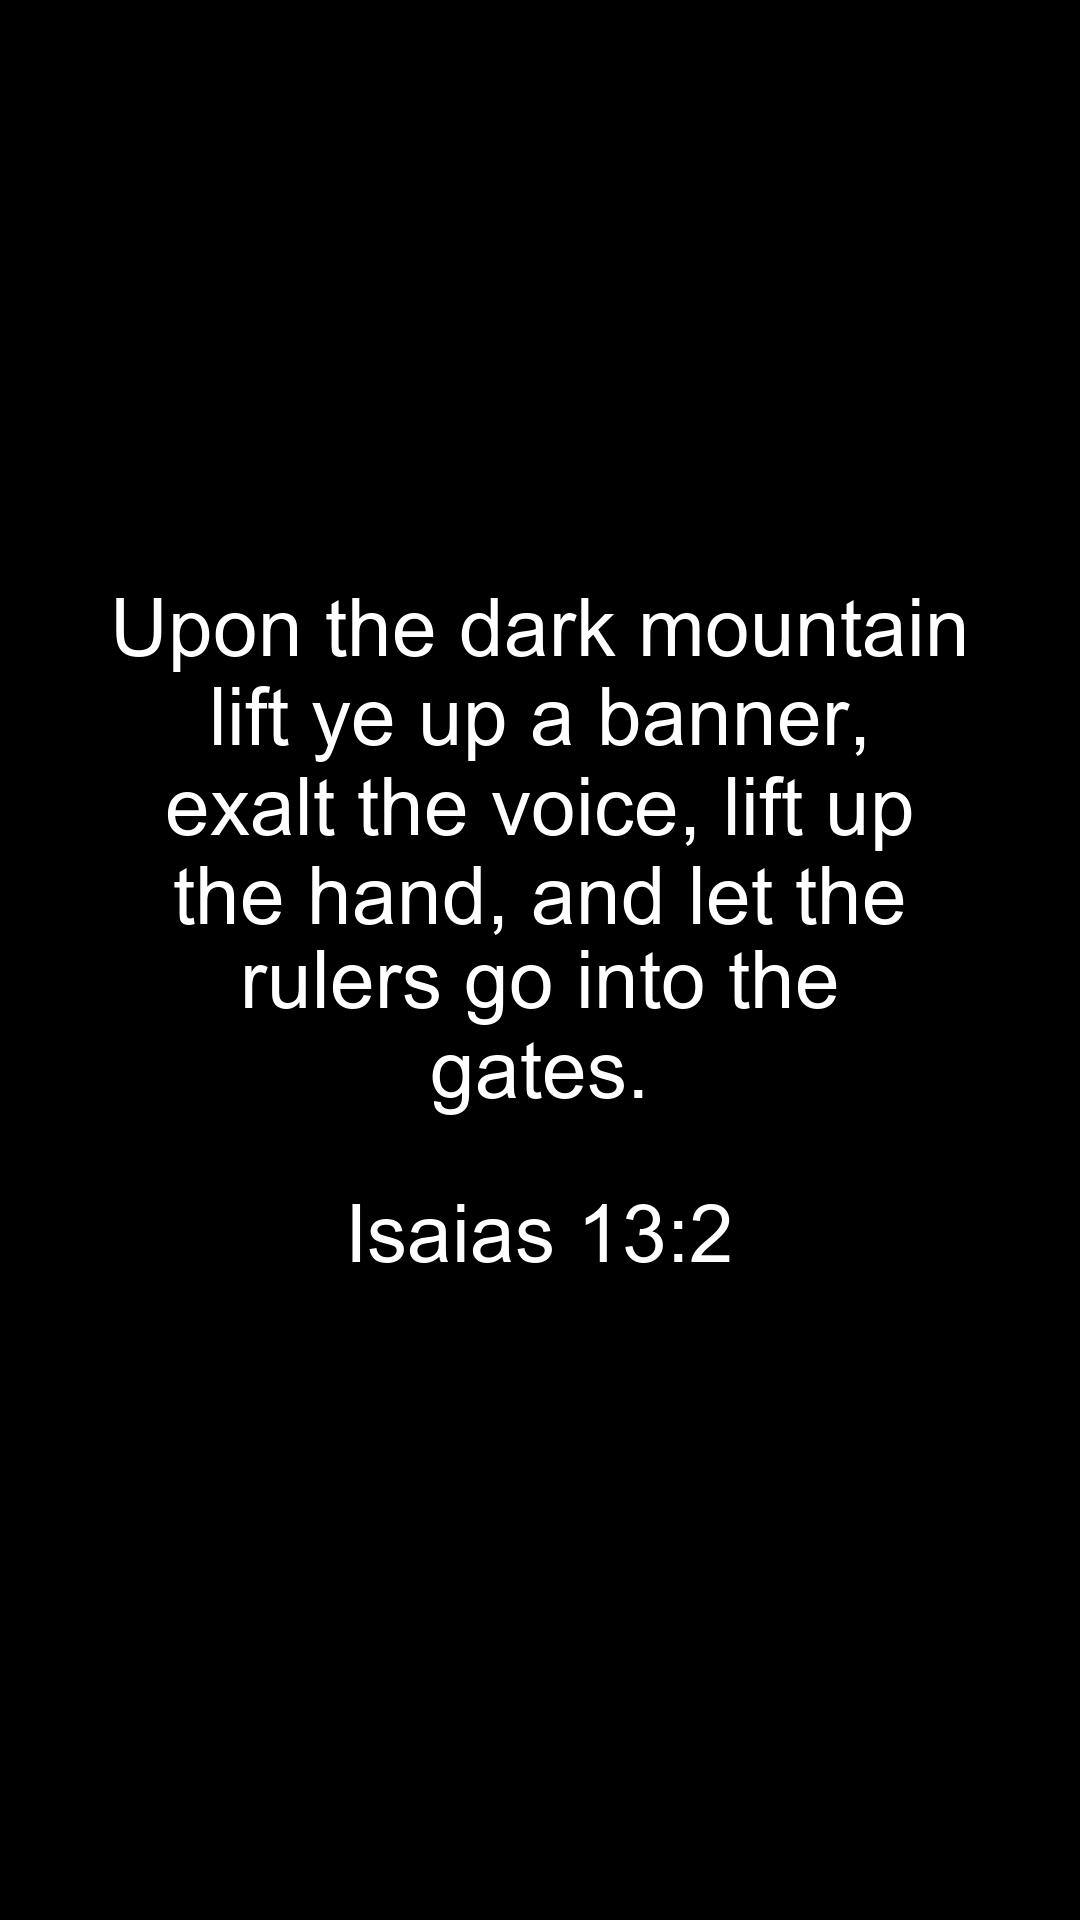 Upon the dark mountain
lift ye up a banner,
exalt the voice, lift up
the hand, and let the
rulers go into the
gates.
Isaias 13:2